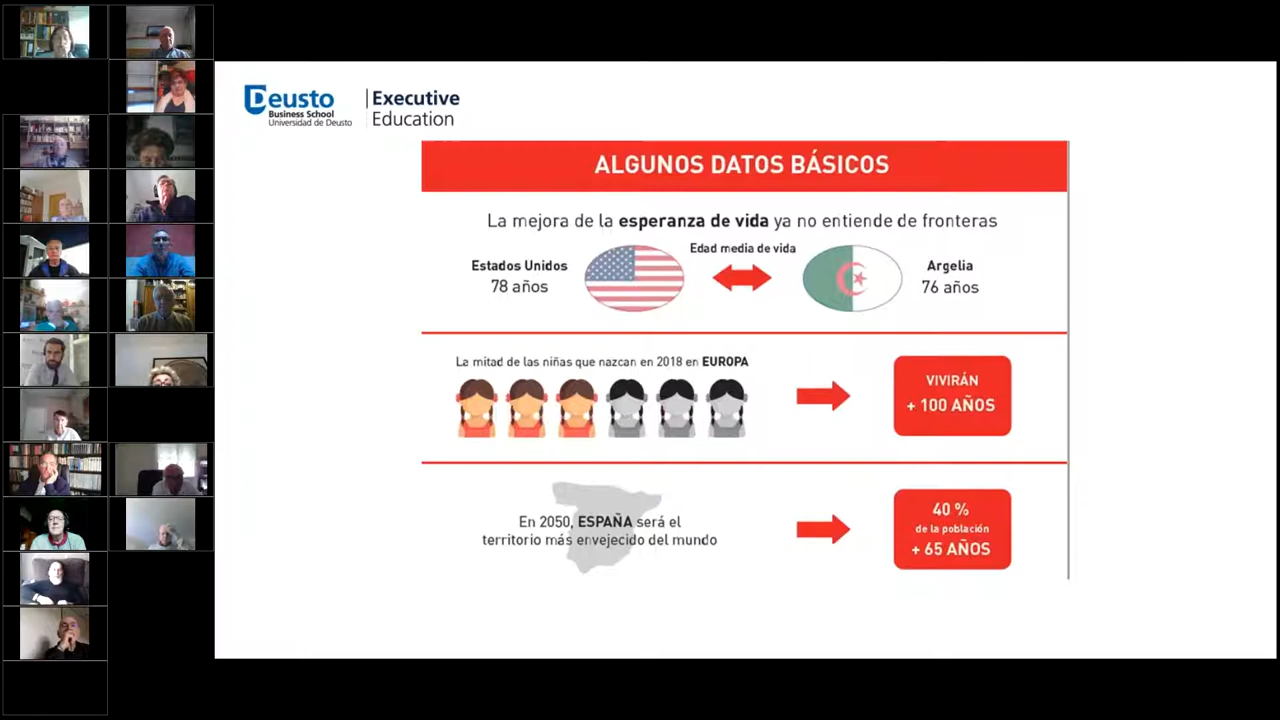 Deusto
Business School
Universidad de Deusto
Executive
Education
ALGUNOS DATOS BÁSICOS
La mejora de la esperanza de vida ya no entiende de fronteras
Edad media de vida
Estados Unidos
78 años
Argelia
76 años
La mitad de las niñas que nazcan en 2018 en EUROPA
VIVIRÁN
+ 100 AÑOS
En 2050, ESPAÑA será el
territorio más envejecido del mundo
40 %
de la población
+ 65 AÑOS